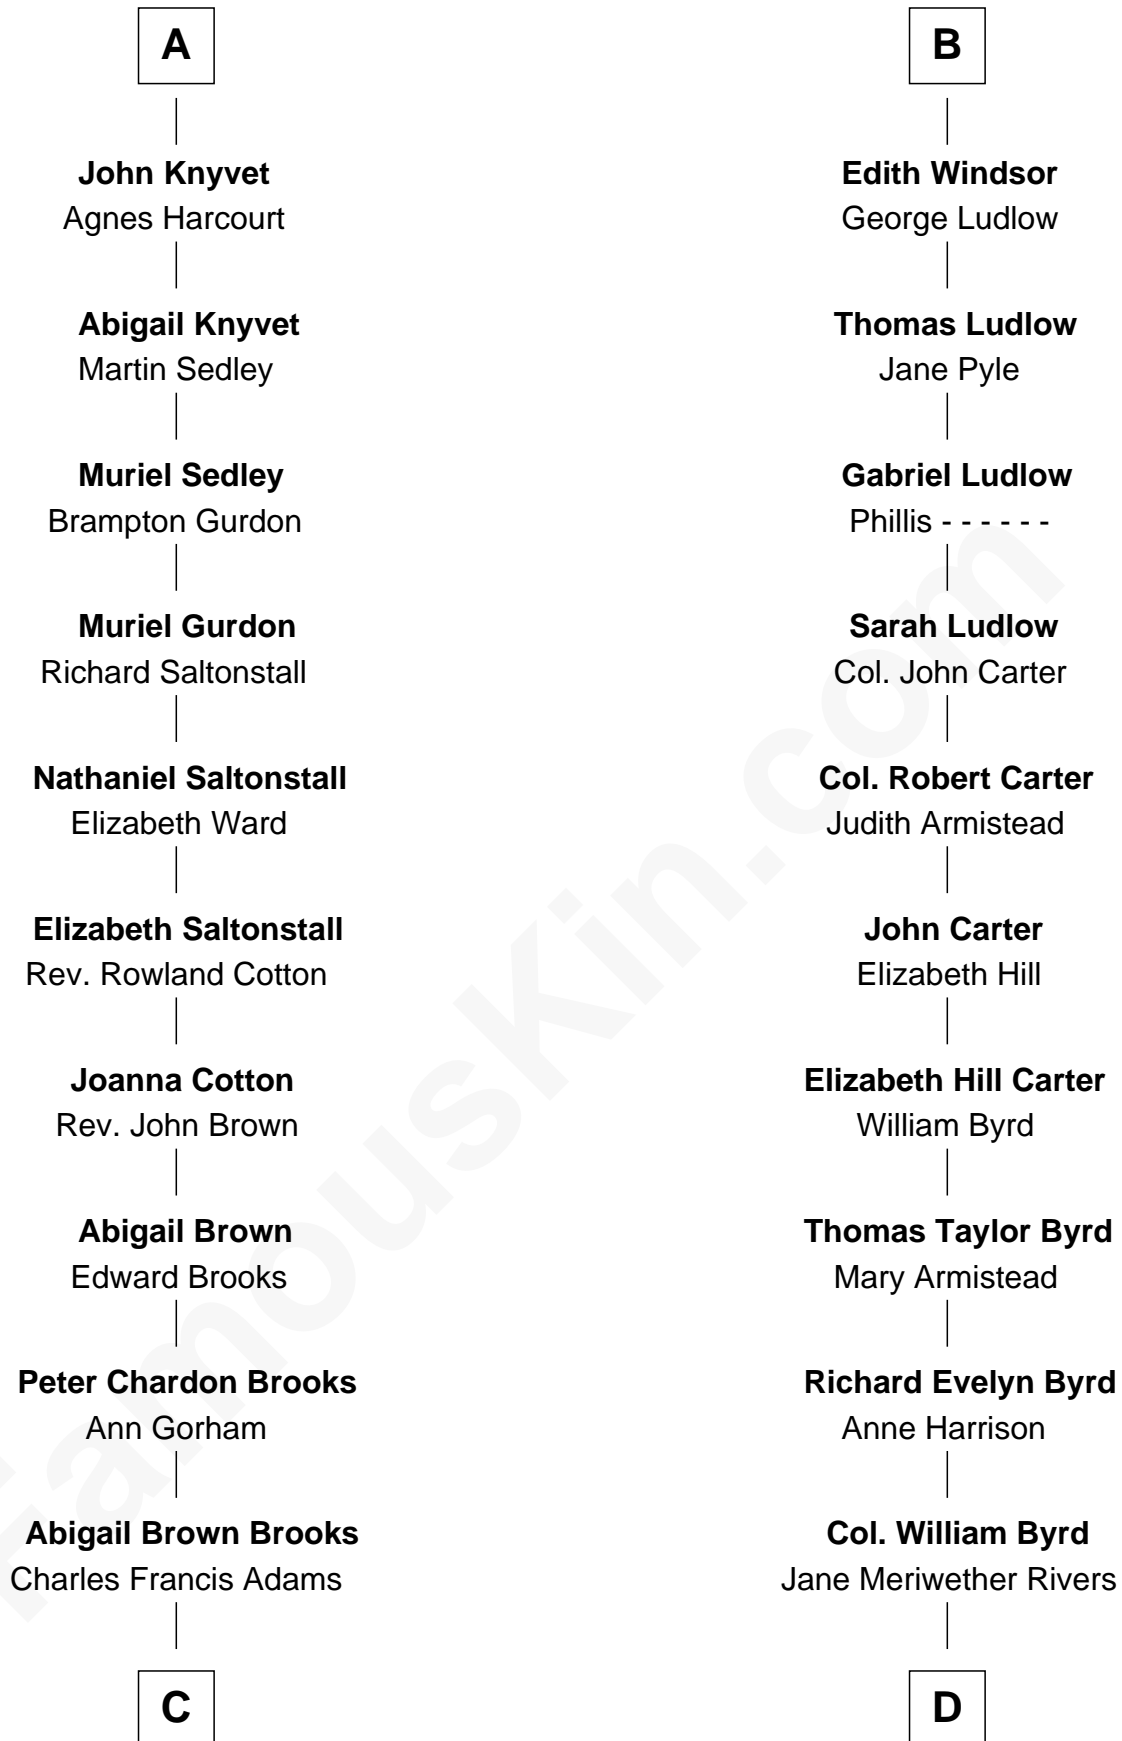 A
John Knyvet
Agnes Harcourt
Abigail Knyvet
Martin Sedley
Muriel Sedley
Brampton Gurdon
Muriel Gurdon
Richard Saltonstall
Nathaniel Saltonstall
Elizabeth Ward
Elizabeth Saltonstall
Rev. Rowland Cotton
Joanna Cotton
Rev. John Brown
Abigail Brown
Edward Brooks
Peter Chardon Brooks
Ann Gorham
Abigail Brown Brooks
Charles Francis Adams
C
B
Edith Windsor
George Ludlow
Thomas Ludlow
Jane Pyle
Gabriel Ludlow
Phillis - - - - - -
Sarah Ludlow
Col. John Carter
Col. Robert Carter
Judith Armistead
John Carter
Elizabeth Hill
Elizabeth Hill Carter
William Byrd
Thomas Taylor Byrd
Mary Armistead
Richard Evelyn Byrd
Anne Harrison
Col. William Byrd
Jane Meriwether Rivers
D
FamousKin.com